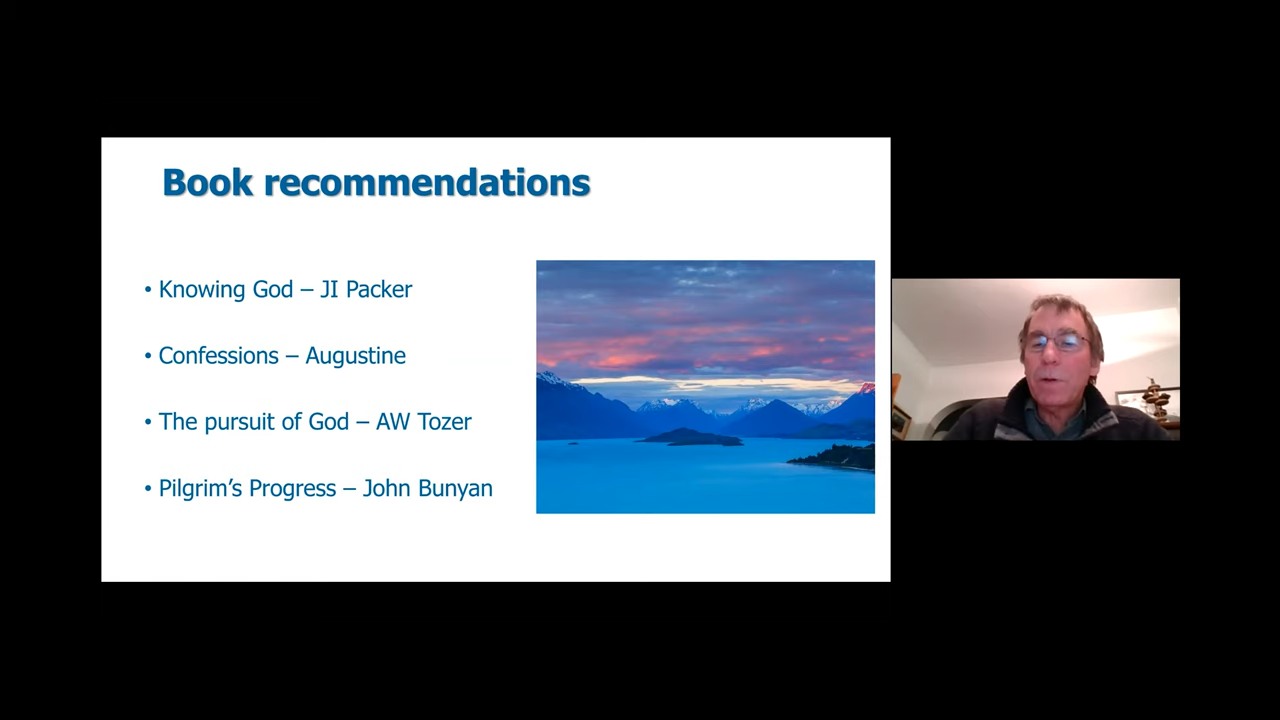 Book recommendations
• Knowing God – JI Packer
• Confessions – Augustine
• The pursuit of God – AW Tozer
• Pilgrim’s Progress – John Bunyan